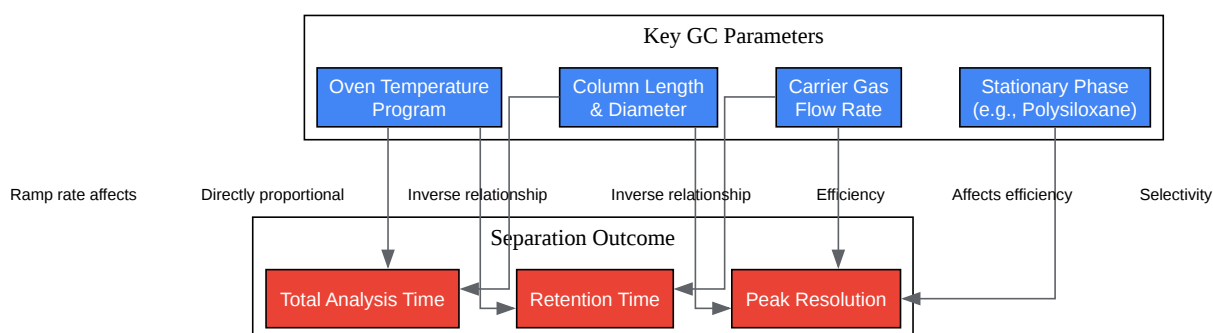 Key GC Parameters
Oven Temperature
Program
Column Length
& Diameter
Carrier Gas
Flow Rate
Stationary Phase
(e.g., Polysiloxane)
Ramp rate affects
Directly proportional
Inverse relationship
Inverse relationship
Efficiency
Affects efficiency
Selectivity
Separation Outcome
Total Analysis Time
Retention Time
Peak Resolution